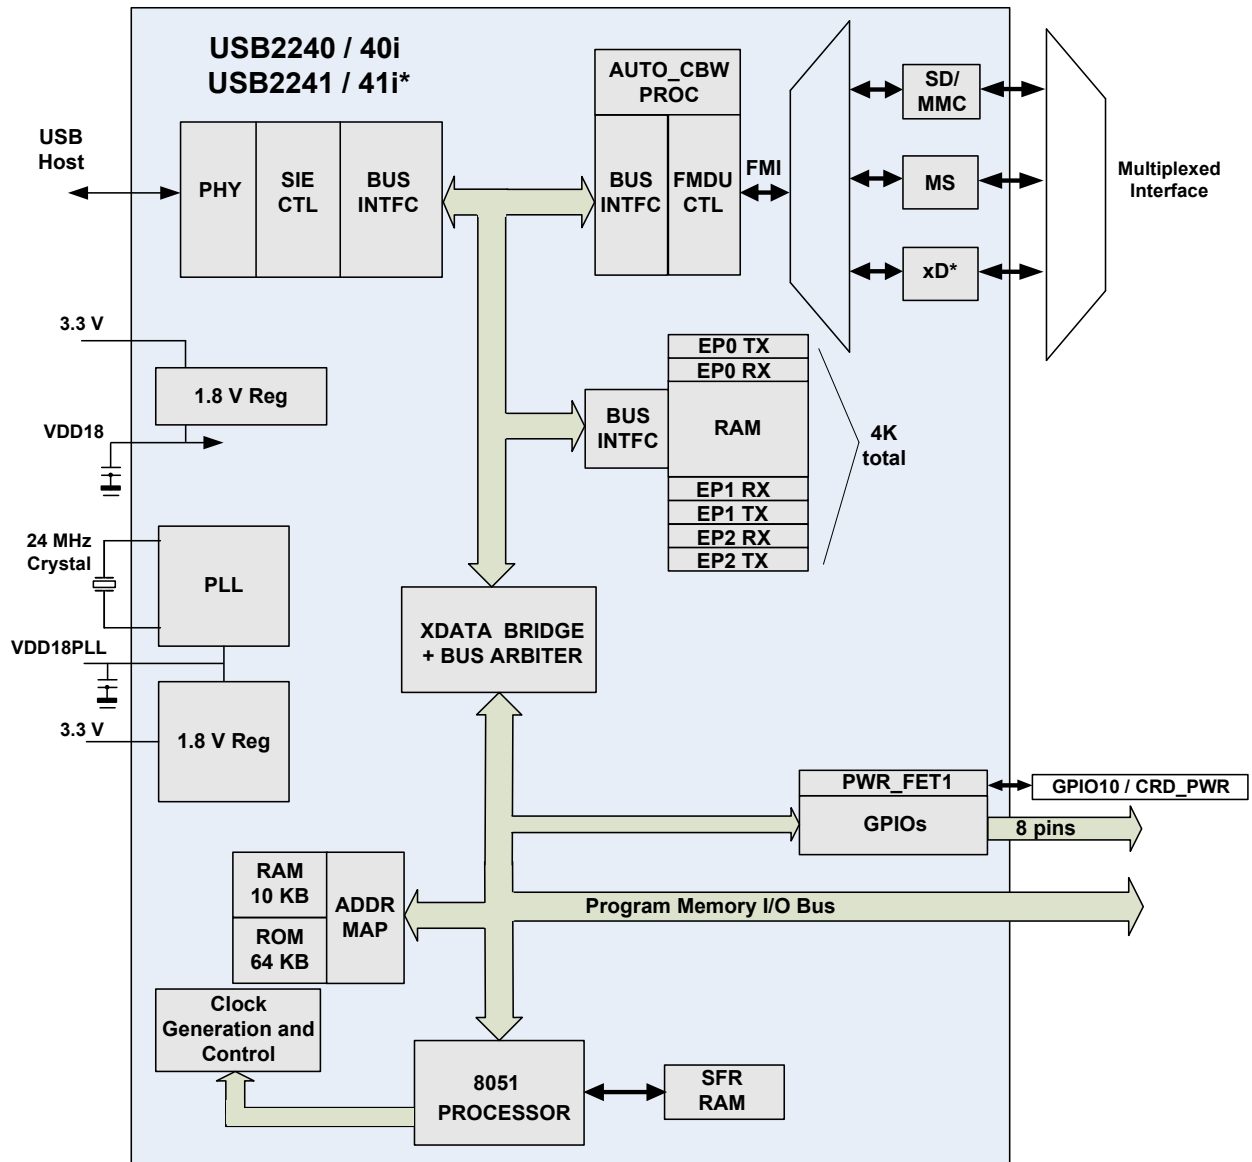 USB2240 / 40i
USB2241 / 41i*
USB
Host
PHY
SIE
CTL
BUS
INTFC
AUTO_CBW
PROC
BUS
INTFC
FMDU
CTL
FMI
SD/
MMC
MS
xD*
Multiplexed
Interface
3.3 V
1.8 V Reg
VDD18
EP0 TX
EP0 RX
BUS
INTFC
RAM
EP1 RX
EP1 TX
EP2 RX
EP2 TX
4K
total
24 MHz
Crystal
PLL
VDD18PLL
1.8 V Reg
3.3 V
XDATA BRIDGE
+ BUS ARBITER
PWR_FET1
GPIOs
GPIO10 / CRD_PWR
8 pins
RAM
10 KB
ROM
64 KB
ADDR
MAP
Program Memory I/O Bus
Clock
Generation and
Control
8051
PROCESSOR
SFR
RAM